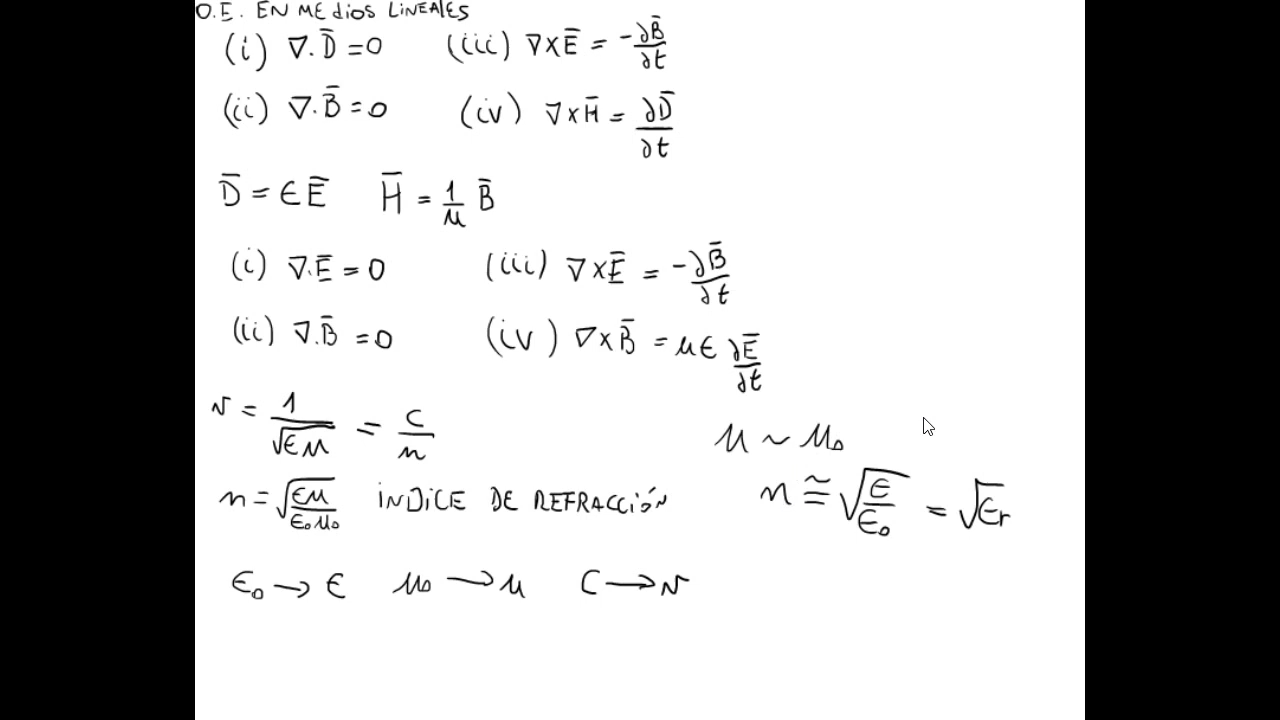 O.E. EN MEdiOS LiNEALES
(i) ∇·D̄ = 0 (iii) ∇×Ē = -∂B̄/∂t
(ii) ∇·B̄ = 0 (iv) ∇×H̄ = ∂D̄/∂t
D̄ = ϵĒ H̄ = 1/μ B̄
(i) ∇·Ē = 0 (iii) ∇×Ē = -∂B̄/∂t
(ii) ∇·B̄ = 0 (iv) ∇×B̄ = μϵ ∂Ē/∂t
v = 1/√(ϵμ) = c/n
μ ~ μ₀
n = √(ϵμ/ϵ₀μ₀) iNDiCE DE REFRACCióN
n ≅ √(ϵ/ϵ₀) = √ϵr
ϵ₀ → ϵ μ₀ → μ C → v